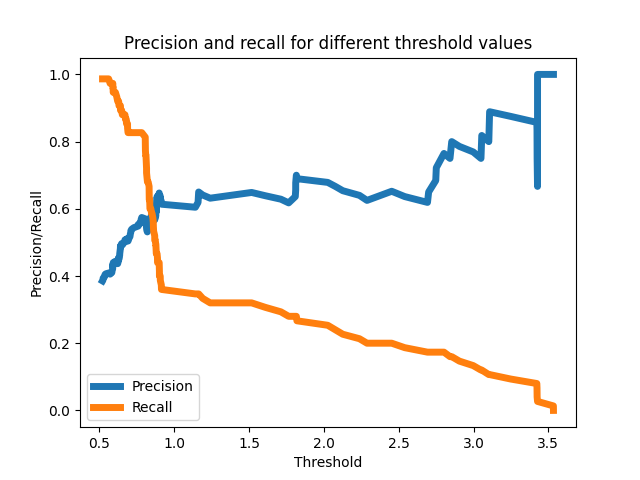 Precision and recall for different threshold values
Precision/Recall
1.0
0.8
0.6
0.4
0.2
0.0
Precision
Recall
0.5 1.0 1.5 2.0 2.5 3.0 3.5
Threshold